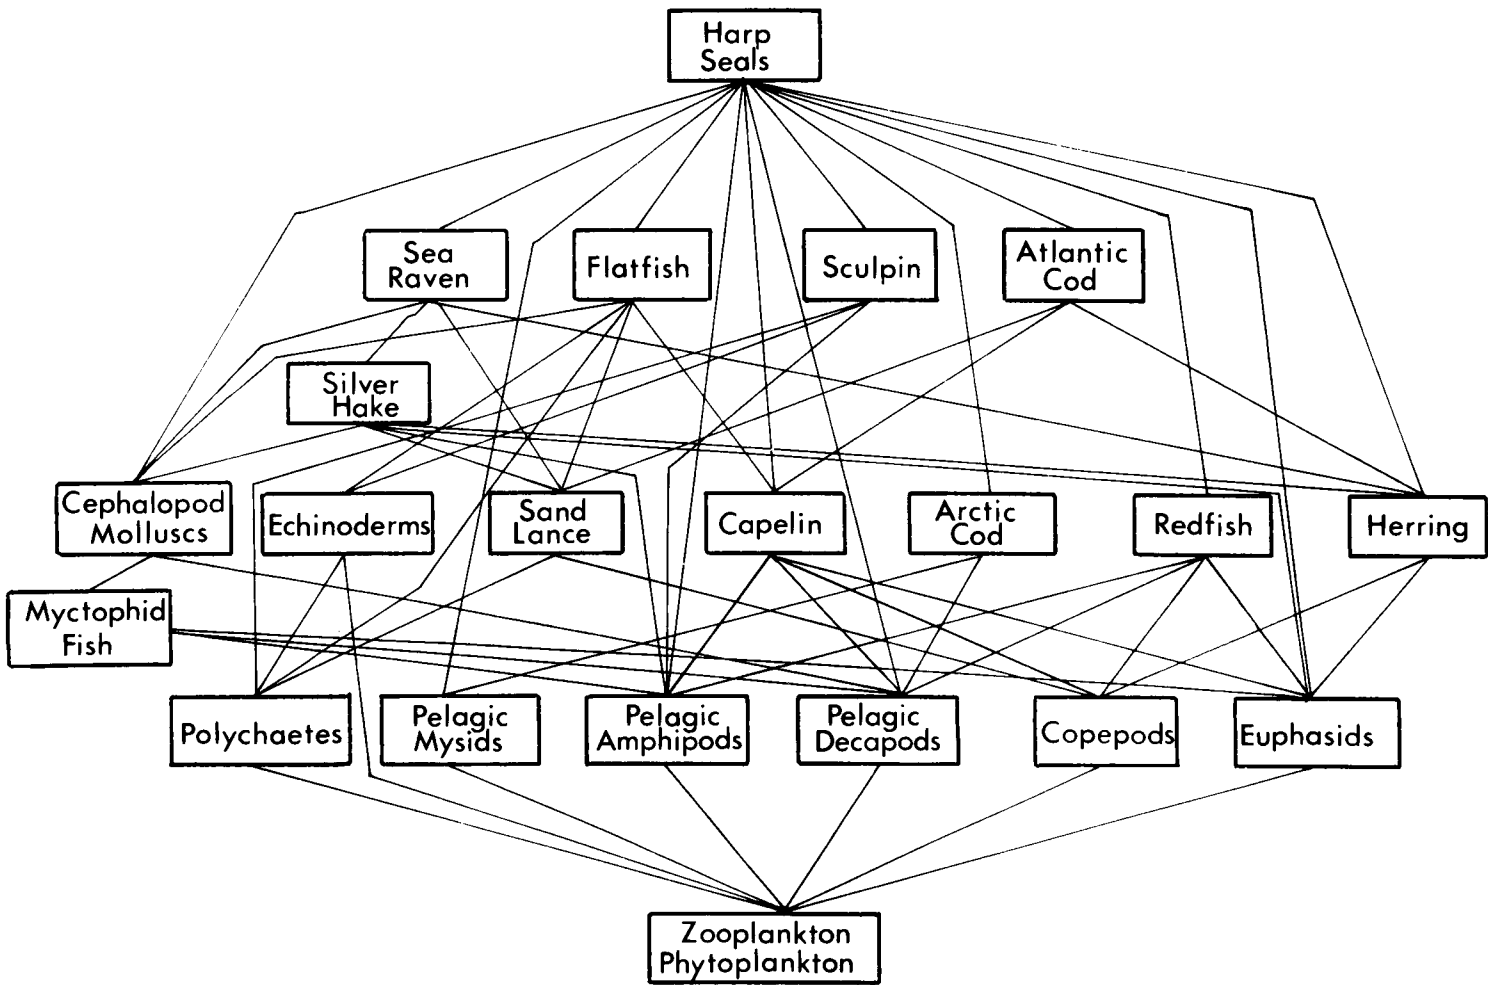 Harp
Seals
Sea
Raven
Flatfish
Sculpin
Atlantic
Cod
Silver
Hake
Cephalopod
Molluscs
Echinoderms
Sand
Lance
Capelin
Arctic
Cod
Redfish
Herring
Myctophid
Fish
Polychaetes
Pelagic
Mysids
Pelagic
Amphipods
Pelagic
Decapods
Copepods
Euphasids
Zooplankton
Phytoplankton